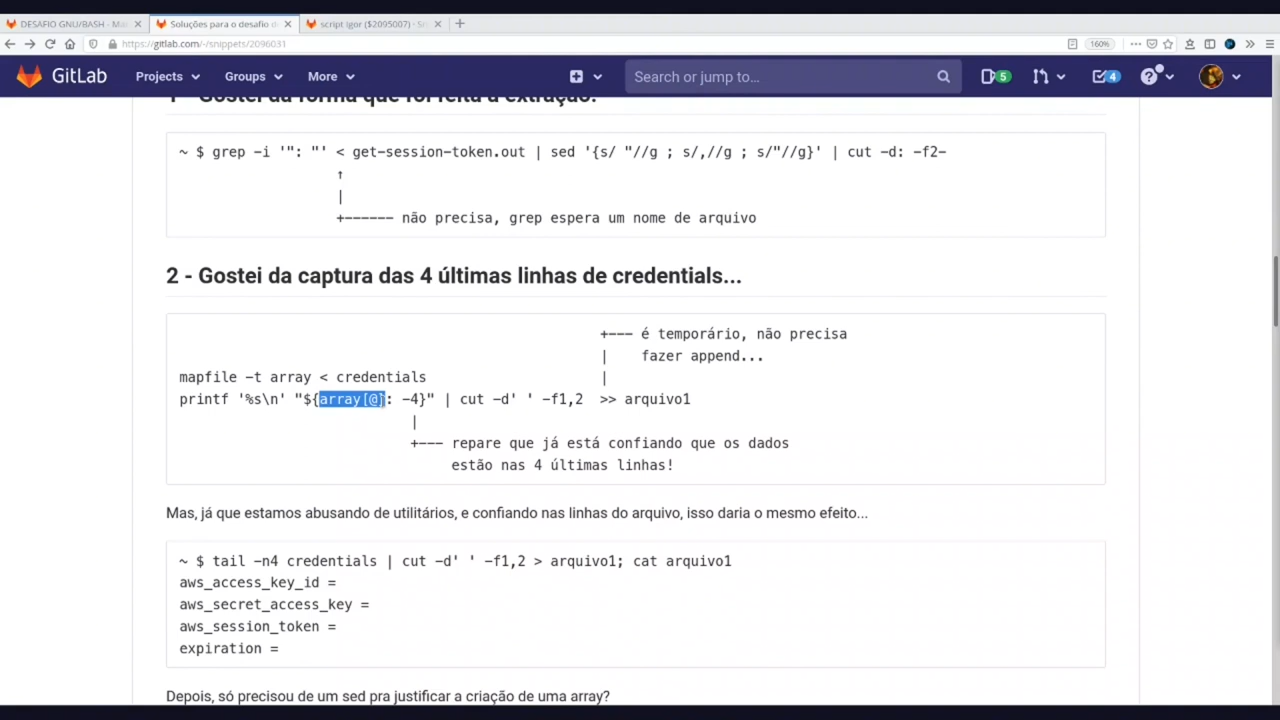 DESAFIO GNU/BASH - Ma
Soluções para o desafio d
script igor ($2095007) · Sni
https://gitlab.com/-/snippets/2096031
160%
GitLab
Projects
Groups
More
Search or jump to...
5
4
1 - Gostei da forma que foi feita a extração!
~ $ grep -i '": "' < get-session-token.out | sed '{s/ "//g ; s/,//g ; s/"//g}' | cut -d: -f2-
↑
|
+------ não precisa, grep espera um nome de arquivo
2 - Gostei da captura das 4 últimas linhas de credentials...
+--- é temporário, não precisa
|    fazer append...
mapfile -t array < credentials                     |
printf '%s\n' "${array[@]: -4}" | cut -d' ' -f1,2  >> arquivo1
|
+--- repare que já está confiando que os dados
estão nas 4 últimas linhas!
Mas, já que estamos abusando de utilitários, e confiando nas linhas do arquivo, isso daria o mesmo efeito...
~ $ tail -n4 credentials | cut -d' ' -f1,2 > arquivo1; cat arquivo1
aws_access_key_id =
aws_secret_access_key =
aws_session_token =
expiration =
Depois, só precisou de um sed pra justificar a criação de uma array?